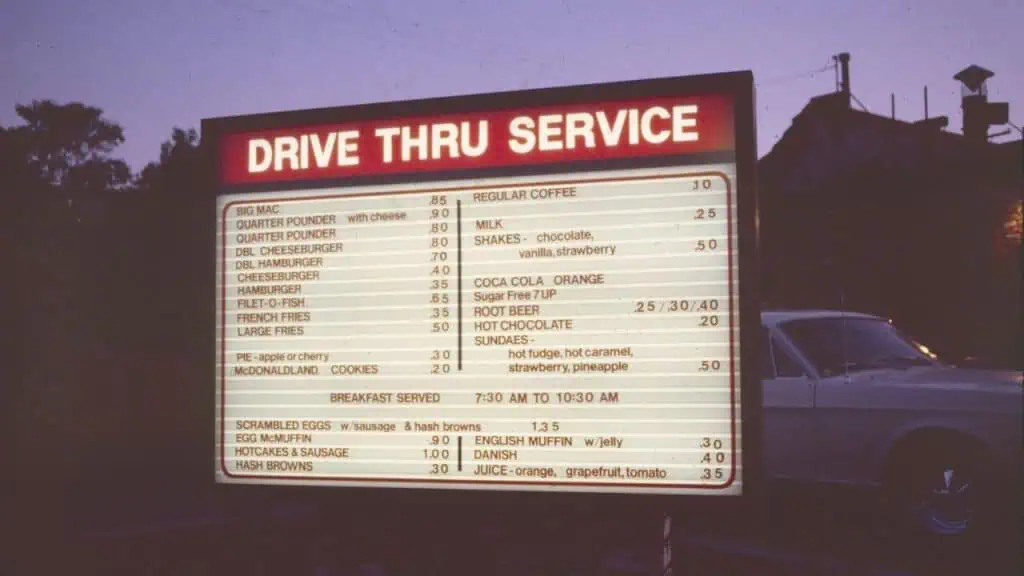 DRIVE THRU SERVICE
BIG MAC .85
QUARTER POUNDER with cheese .90
QUARTER POUNDER .80
DBL CHEESEBURGER .80
DBL HAMBURGER .70
CHEESEBURGER .40
HAMBURGER .35
FILET-O-FISH .65
FRENCH FRIES .35
LARGE FRIES .50
PIE - apple or cherry .30
McDONALDLAND COOKIES .20
REGULAR COFFEE .10
MILK .25
SHAKES - chocolate,
vanilla, strawberry .50
COCA COLA ORANGE
Sugar Free 7UP
ROOT BEER .25 / .30 / .40
HOT CHOCOLATE .20
SUNDAES -
hot fudge, hot caramel,
strawberry, pineapple .50
BREAKFAST SERVED 7:30 AM TO 10:30 AM
SCRAMBLED EGGS w/sausage & hash browns 1.35
EGG McMUFFIN .90
HOTCAKES & SAUSAGE 1.00
HASH BROWNS .30
ENGLISH MUFFIN w/jelly .30
DANISH .40
JUICE - orange, grapefruit, tomato .35